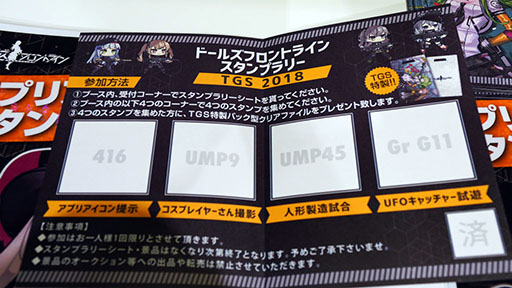 ドールズフロントライン
スタンプラリー
TGS 2018
TGS
特製!!
参加方法
①ブース内、受付コーナーでスタンプラリーシートを貰ってください。
②ブース内の以下4つのコーナーで4つのスタンプを集めてください。
③4つのスタンプを集めた方に、TGS特製パック型クリアファイルをプレゼント致します。
416
UMP9
UMP45
Gr G11
アプリアイコン提示
コスプレイヤーさん撮影
人形製造試合
UFOキャッチャー試遊
【注意事項】
◆参加はお一人様1回限りとさせて頂きます。
◆スタンプラリーシート・景品はなくなり次第終了となります。予めご了承下さいませ。
◆景品のオークション等への出品や転売は禁止させていただきます。
済
フロントライン
プリ
スタン